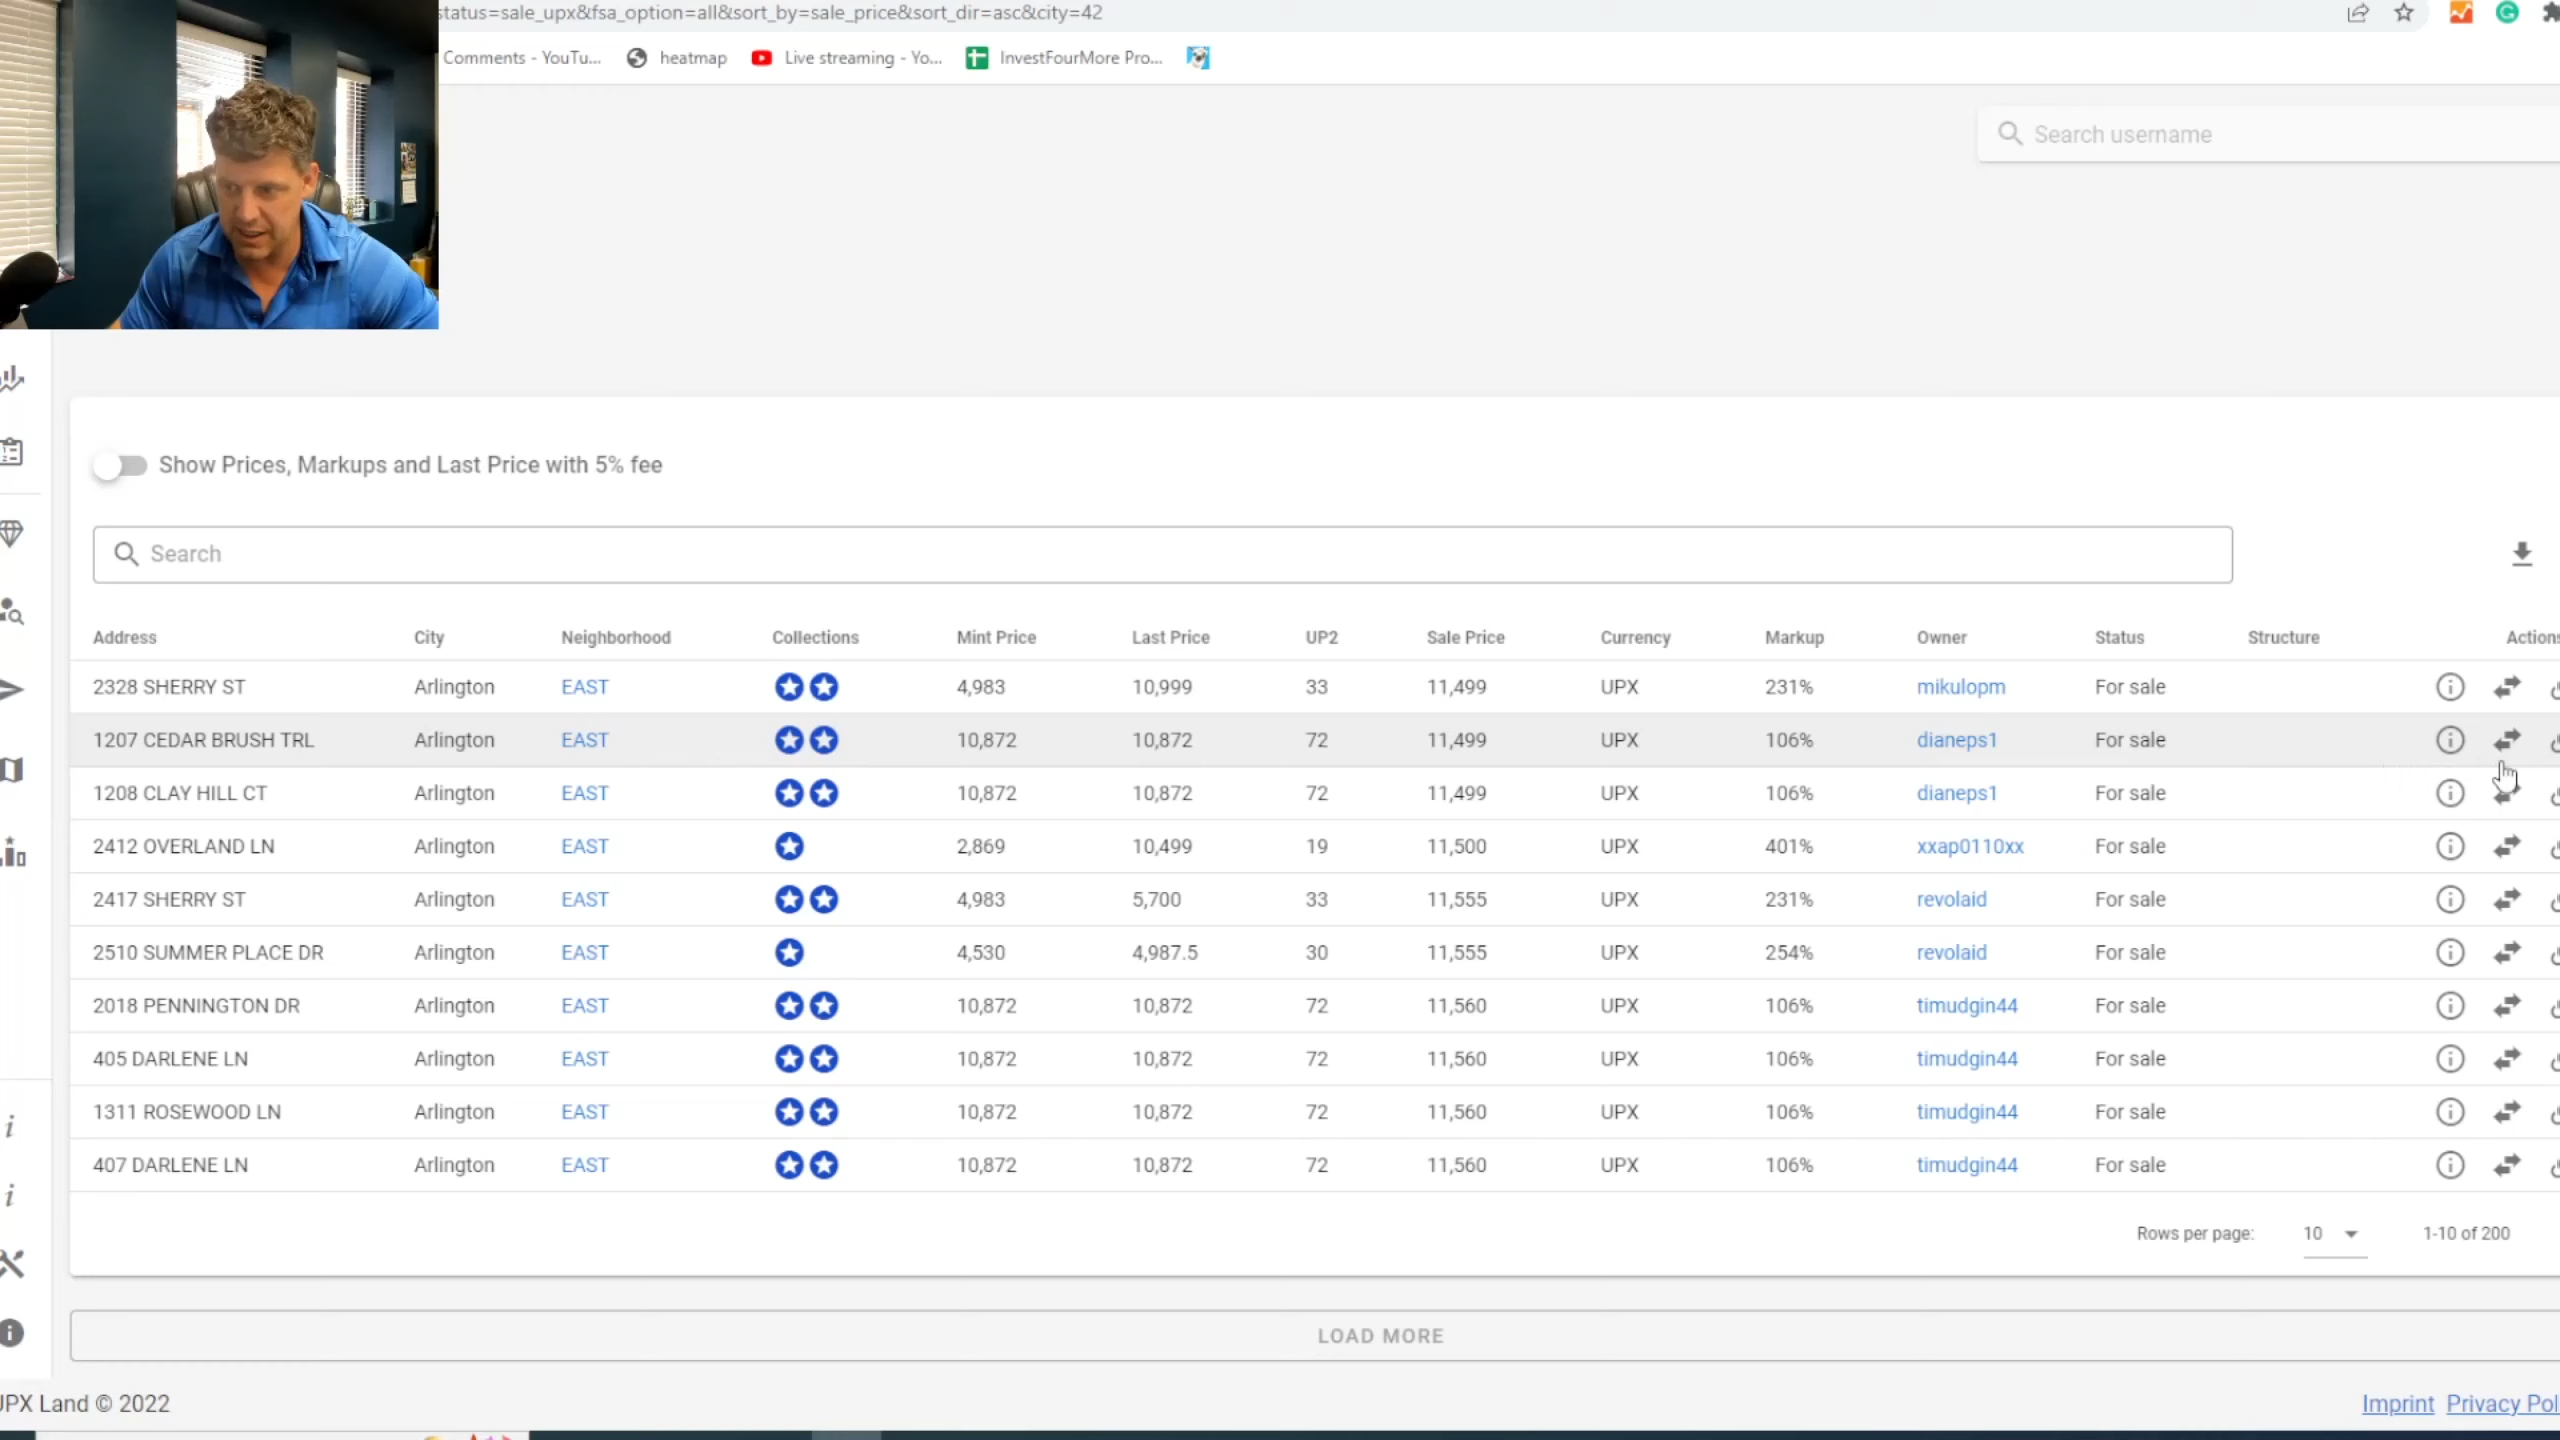 status=sale_upx&fsa_option=all&sort_by=sale_price&sort_dir=asc&city=42
Comments - YouTu... heatmap Live streaming - Yo... InvestFourMore Pro...
Search username
Show Prices, Markups and Last Price with 5% fee
Search
Address City Neighborhood Collections Mint Price Last Price UP2 Sale Price Currency Markup Owner Status Structure Actions
2328 SHERRY ST Arlington EAST 4,983 10,999 33 11,499 UPX 231% mikulopm For sale
1207 CEDAR BRUSH TRL Arlington EAST 10,872 10,872 72 11,499 UPX 106% dianeps1 For sale
1208 CLAY HILL CT Arlington EAST 10,872 10,872 72 11,499 UPX 106% dianeps1 For sale
2412 OVERLAND LN Arlington EAST 2,869 10,499 19 11,500 UPX 401% xxap0110xx For sale
2417 SHERRY ST Arlington EAST 4,983 5,700 33 11,555 UPX 231% revolaid For sale
2510 SUMMER PLACE DR Arlington EAST 4,530 4,987.5 30 11,555 UPX 254% revolaid For sale
2018 PENNINGTON DR Arlington EAST 10,872 10,872 72 11,560 UPX 106% timudgin44 For sale
405 DARLENE LN Arlington EAST 10,872 10,872 72 11,560 UPX 106% timudgin44 For sale
1311 ROSEWOOD LN Arlington EAST 10,872 10,872 72 11,560 UPX 106% timudgin44 For sale
407 DARLENE LN Arlington EAST 10,872 10,872 72 11,560 UPX 106% timudgin44 For sale
Rows per page: 10 1-10 of 200
LOAD MORE
UPX Land © 2022
Imprint Privacy Pol